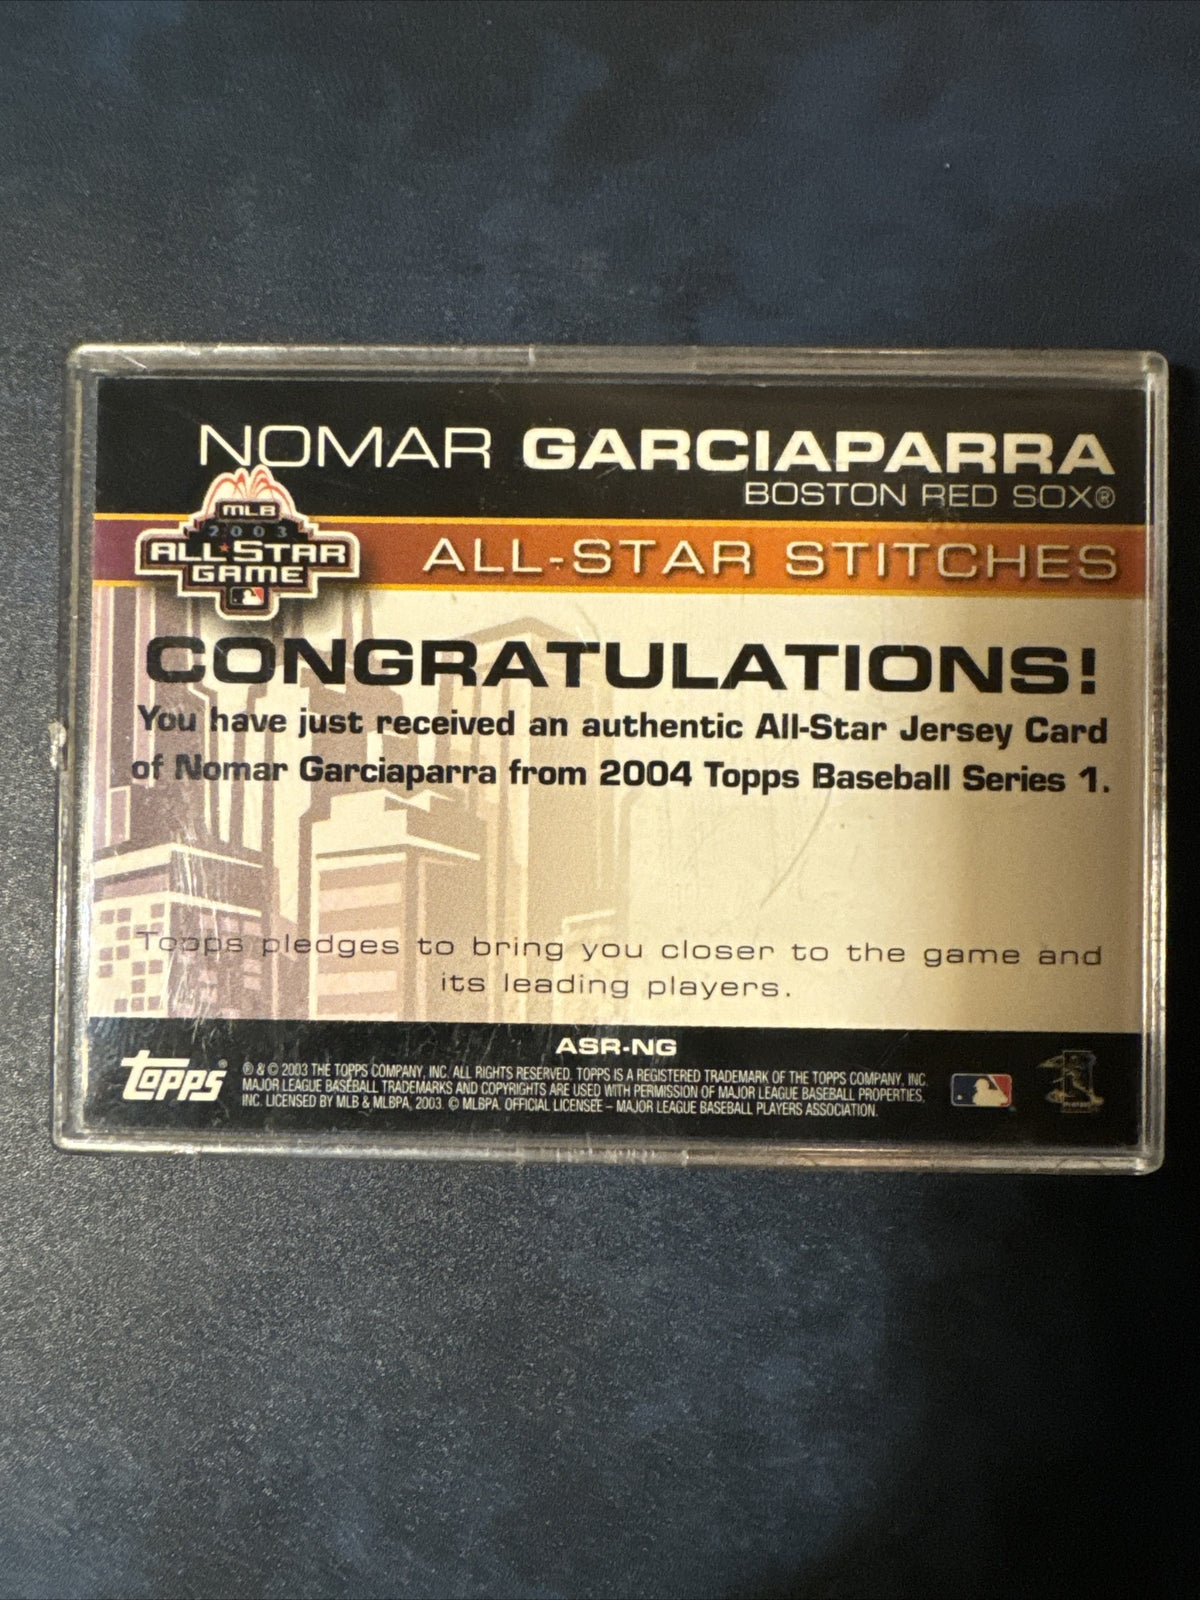 NOMAR GARCIAPARRA
BOSTON RED SOX®
MLB
2003
ALL-STAR
GAME
ALL-STAR STITCHES
CONGRATULATIONS!
You have just received an authentic All-Star Jersey Card
of Nomar Garciaparra from 2004 Topps Baseball Series 1.
Topps pledges to bring you closer to the game and
its leading players.
ASR-NG
topps
® & © 2003 THE TOPPS COMPANY, INC. ALL RIGHTS RESERVED. TOPPS IS A REGISTERED TRADEMARK OF THE TOPPS COMPANY, INC.
MAJOR LEAGUE BASEBALL TRADEMARKS AND COPYRIGHTS ARE USED WITH PERMISSION OF MAJOR LEAGUE BASEBALL PROPERTIES,
INC. LICENSED BY MLB & MLBPA, 2003. © MLBPA. OFFICIAL LICENSEE – MAJOR LEAGUE BASEBALL PLAYERS ASSOCIATION.